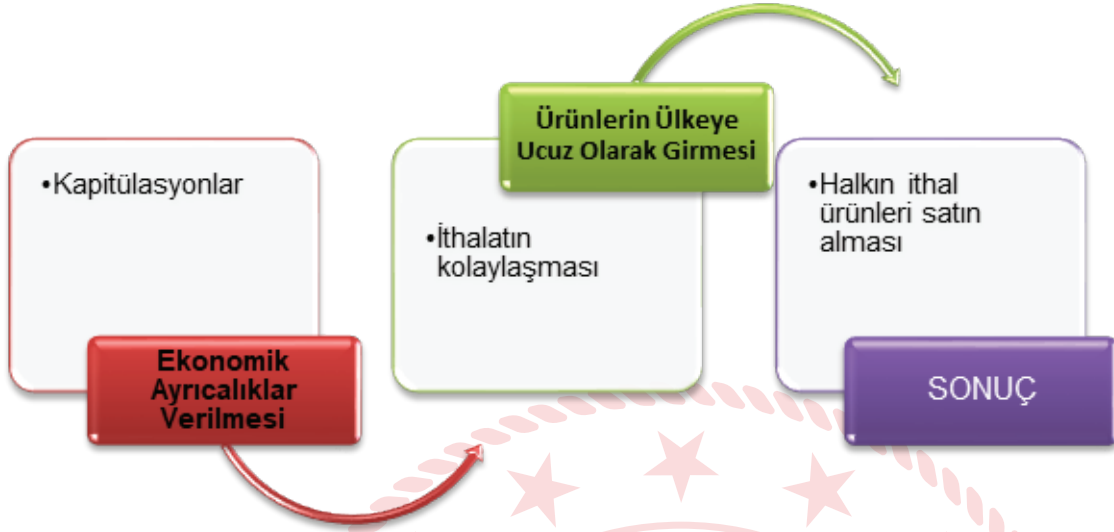 •Kapitülasyonlar
Ekonomik
Ayrıcalıklar
Verilmesi
•İthalatın
kolaylaşması
Ürünlerin Ülkeye
Ucuz Olarak Girmesi
•Halkın ithal
ürünleri satın
alması
SONUÇ